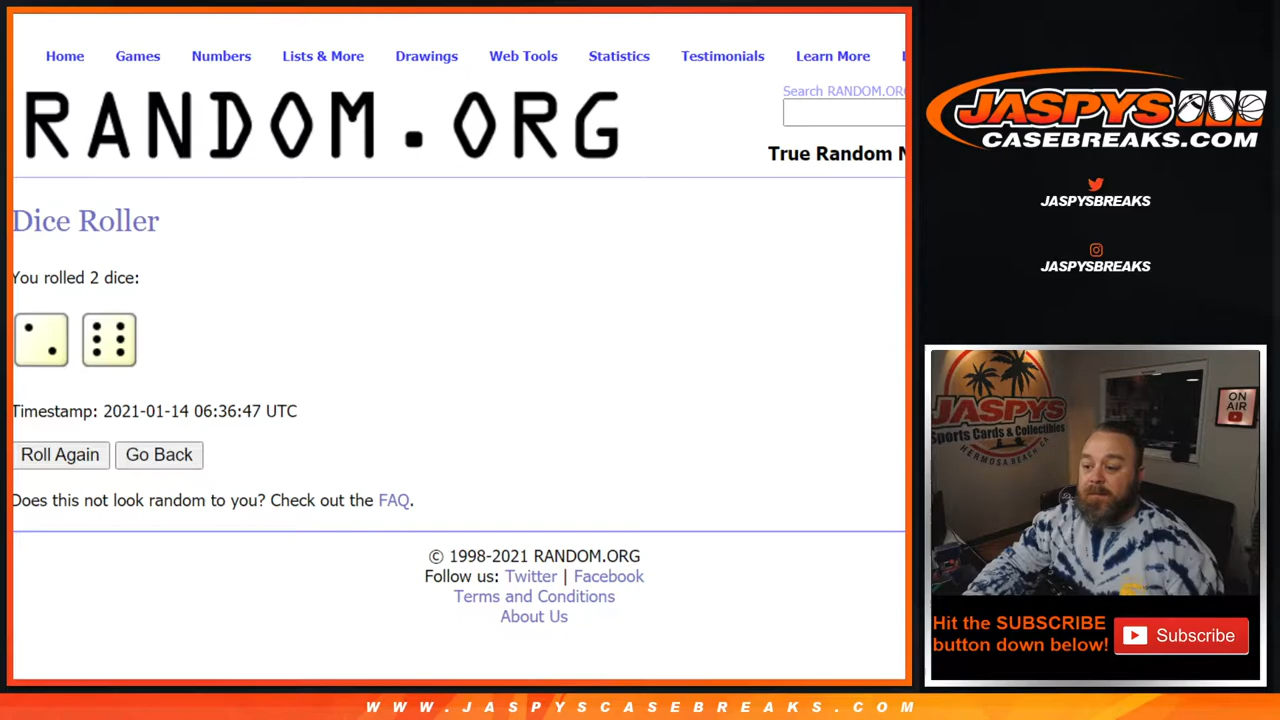 Home Games Numbers Lists & More Drawings Web Tools Statistics Testimonials Learn More
RANDOM.ORG
Search RANDOM.ORG
True Random N
Dice Roller
You rolled 2 dice:
Timestamp: 2021-01-14 06:36:47 UTC
Roll Again Go Back
Does this not look random to you? Check out the FAQ.
© 1998-2021 RANDOM.ORG
Follow us: Twitter | Facebook
Terms and Conditions
About Us
JASPYS
CASEBREAKS.COM
JASPYSBREAKS
JASPYSBREAKS
JASPYS
Sports Cards & Collectibles
HERMOSA BEACH CA
ON
AIR
Hit the SUBSCRIBE
button down below!
Subscribe
WWW.JASPYSCASEBREAKS.COM